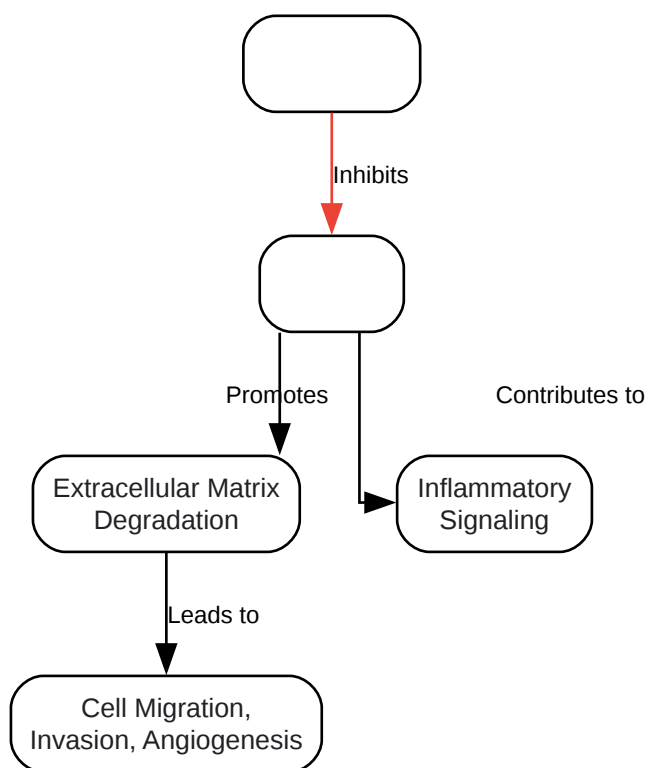 Inhibits
Promotes
Contributes to
Extracellular Matrix
Degradation
Inflammatory
Signaling
Leads to
Cell Migration,
Invasion, Angiogenesis